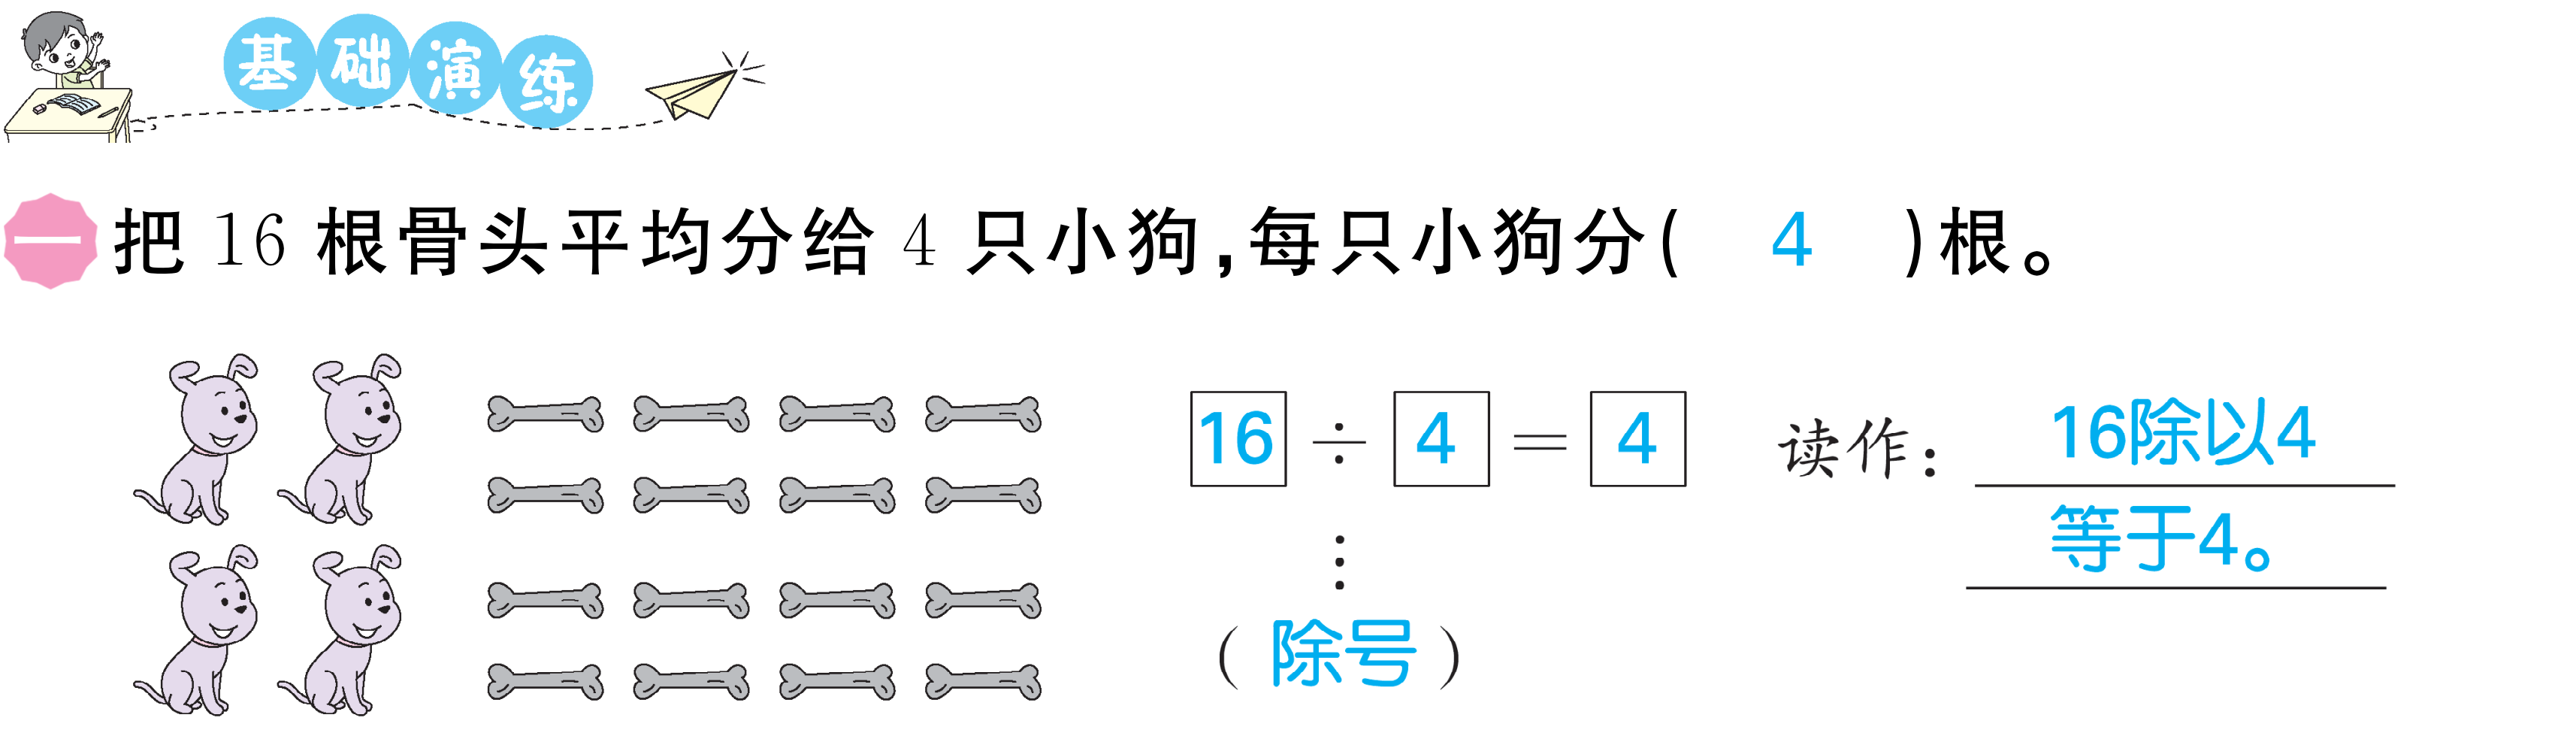 基础演练
一 把 16 根骨头平均分给 4 只小狗,每只小狗分( 4 )根。
16 ÷ 4 = 4 读作: 16除以4
等于4。
⋮
( 除号 )